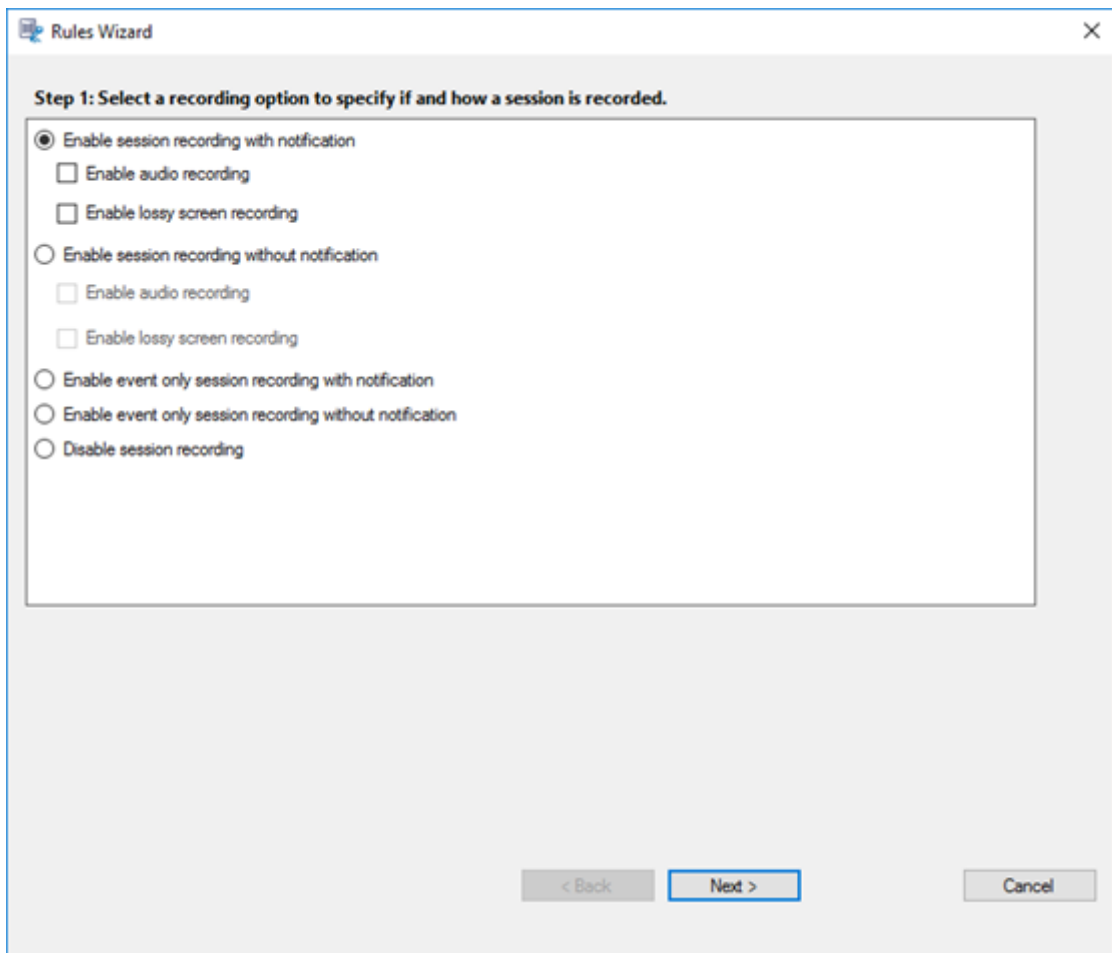 Rules Wizard
Step 1: Select a recording option to specify if and how a session is recorded.
Enable session recording with notification
Enable audio recording
Enable lossy screen recording
Enable session recording without notification
Enable audio recording
Enable lossy screen recording
Enable event only session recording with notification
Enable event only session recording without notification
Disable session recording
< Back Next > Cancel